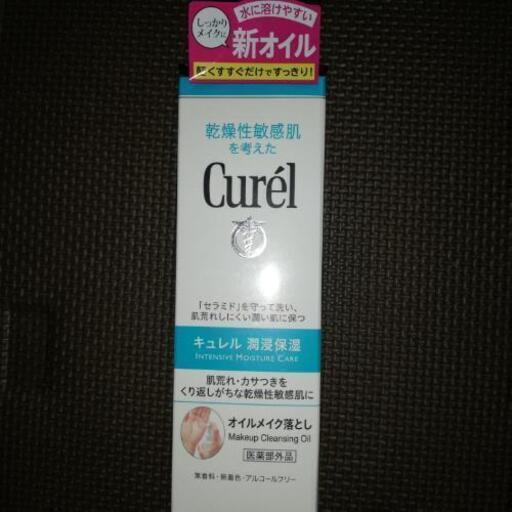 しっかり
メイクに
水に溶けやすい
新オイル
軽くすすぐだけですっきり!
乾燥性敏感肌
を考えた
Curél
「セラミド」を守って洗い、
肌荒れしにくい潤い肌に保つ
キュレル 潤浸保湿
INTENSIVE MOISTURE CARE
肌荒れ・カサつきを
くり返しがちな乾燥性敏感肌に
オイルメイク落とし
Makeup Cleansing Oil
医薬部外品
無香料・無着色・アルコールフリー